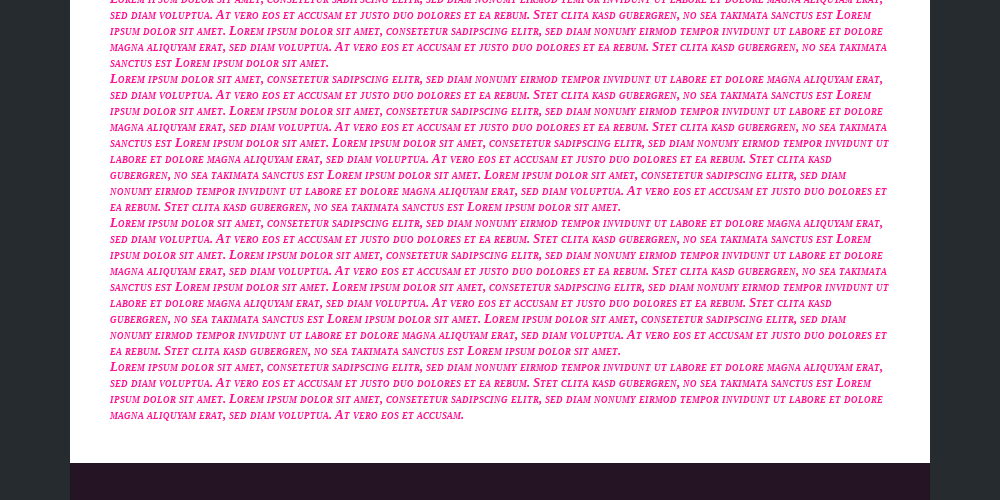 Lorem ipsum dolor sit amet, consetetur sadipscing elitr, sed diam nonumy eirmod tempor invidunt ut labore et dolore magna aliquyam erat,
sed diam voluptua. At vero eos et accusam et justo duo dolores et ea rebum. Stet clita kasd gubergren, no sea takimata sanctus est Lorem
ipsum dolor sit amet. Lorem ipsum dolor sit amet, consetetur sadipscing elitr, sed diam nonumy eirmod tempor invidunt ut labore et dolore
magna aliquyam erat, sed diam voluptua. At vero eos et accusam et justo duo dolores et ea rebum. Stet clita kasd gubergren, no sea takimata
sanctus est Lorem ipsum dolor sit amet.
Lorem ipsum dolor sit amet, consetetur sadipscing elitr, sed diam nonumy eirmod tempor invidunt ut labore et dolore magna aliquyam erat,
sed diam voluptua. At vero eos et accusam et justo duo dolores et ea rebum. Stet clita kasd gubergren, no sea takimata sanctus est Lorem
ipsum dolor sit amet. Lorem ipsum dolor sit amet, consetetur sadipscing elitr, sed diam nonumy eirmod tempor invidunt ut labore et dolore
magna aliquyam erat, sed diam voluptua. At vero eos et accusam et justo duo dolores et ea rebum. Stet clita kasd gubergren, no sea takimata
sanctus est Lorem ipsum dolor sit amet. Lorem ipsum dolor sit amet, consetetur sadipscing elitr, sed diam nonumy eirmod tempor invidunt ut
labore et dolore magna aliquyam erat, sed diam voluptua. At vero eos et accusam et justo duo dolores et ea rebum. Stet clita kasd
gubergren, no sea takimata sanctus est Lorem ipsum dolor sit amet. Lorem ipsum dolor sit amet, consetetur sadipscing elitr, sed diam
nonumy eirmod tempor invidunt ut labore et dolore magna aliquyam erat, sed diam voluptua. At vero eos et accusam et justo duo dolores et
ea rebum. Stet clita kasd gubergren, no sea takimata sanctus est Lorem ipsum dolor sit amet.
Lorem ipsum dolor sit amet, consetetur sadipscing elitr, sed diam nonumy eirmod tempor invidunt ut labore et dolore magna aliquyam erat,
sed diam voluptua. At vero eos et accusam et justo duo dolores et ea rebum. Stet clita kasd gubergren, no sea takimata sanctus est Lorem
ipsum dolor sit amet. Lorem ipsum dolor sit amet, consetetur sadipscing elitr, sed diam nonumy eirmod tempor invidunt ut labore et dolore
magna aliquyam erat, sed diam voluptua. At vero eos et accusam et justo duo dolores et ea rebum. Stet clita kasd gubergren, no sea takimata
sanctus est Lorem ipsum dolor sit amet. Lorem ipsum dolor sit amet, consetetur sadipscing elitr, sed diam nonumy eirmod tempor invidunt ut
labore et dolore magna aliquyam erat, sed diam voluptua. At vero eos et accusam et justo duo dolores et ea rebum. Stet clita kasd
gubergren, no sea takimata sanctus est Lorem ipsum dolor sit amet. Lorem ipsum dolor sit amet, consetetur sadipscing elitr, sed diam
nonumy eirmod tempor invidunt ut labore et dolore magna aliquyam erat, sed diam voluptua. At vero eos et accusam et justo duo dolores et
ea rebum. Stet clita kasd gubergren, no sea takimata sanctus est Lorem ipsum dolor sit amet.
Lorem ipsum dolor sit amet, consetetur sadipscing elitr, sed diam nonumy eirmod tempor invidunt ut labore et dolore magna aliquyam erat,
sed diam voluptua. At vero eos et accusam et justo duo dolores et ea rebum. Stet clita kasd gubergren, no sea takimata sanctus est Lorem
ipsum dolor sit amet. Lorem ipsum dolor sit amet, consetetur sadipscing elitr, sed diam nonumy eirmod tempor invidunt ut labore et dolore
magna aliquyam erat, sed diam voluptua. At vero eos et accusam.